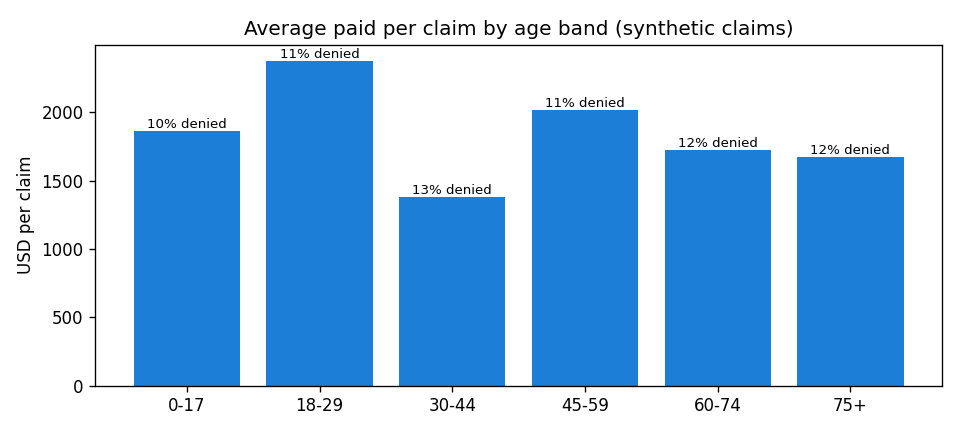 Average paid per claim by age band (synthetic claims)
USD per claim
2000
1500
1000
500
0
10% denied
11% denied
13% denied
11% denied
12% denied
12% denied
0-17
18-29
30-44
45-59
60-74
75+